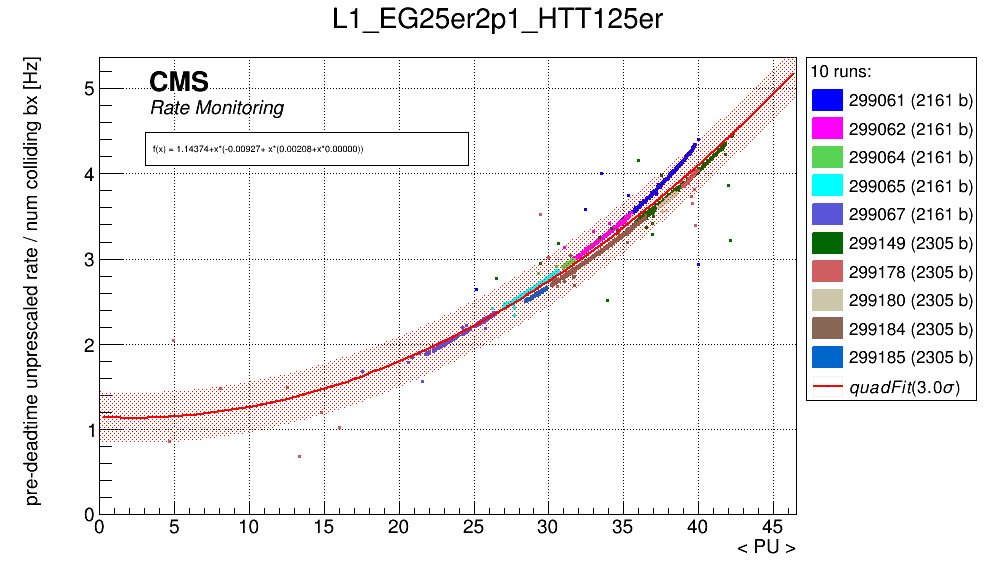 L1_EG25er2p1_HTT125er
pre-deadtime unprescaled rate / num colliding bx [Hz]
CMS
Rate Monitoring
f(x) = 1.14374+x*(-0.00927+ x*(0.00208+x*0.00000))
5
4
3
2
1
0
0 5 10 15 20 25 30 35 40 45
< PU >
10 runs:
299061 (2161 b)
299062 (2161 b)
299064 (2161 b)
299065 (2161 b)
299067 (2161 b)
299149 (2305 b)
299178 (2305 b)
299180 (2305 b)
299184 (2305 b)
299185 (2305 b)
quadFit(3.0σ)